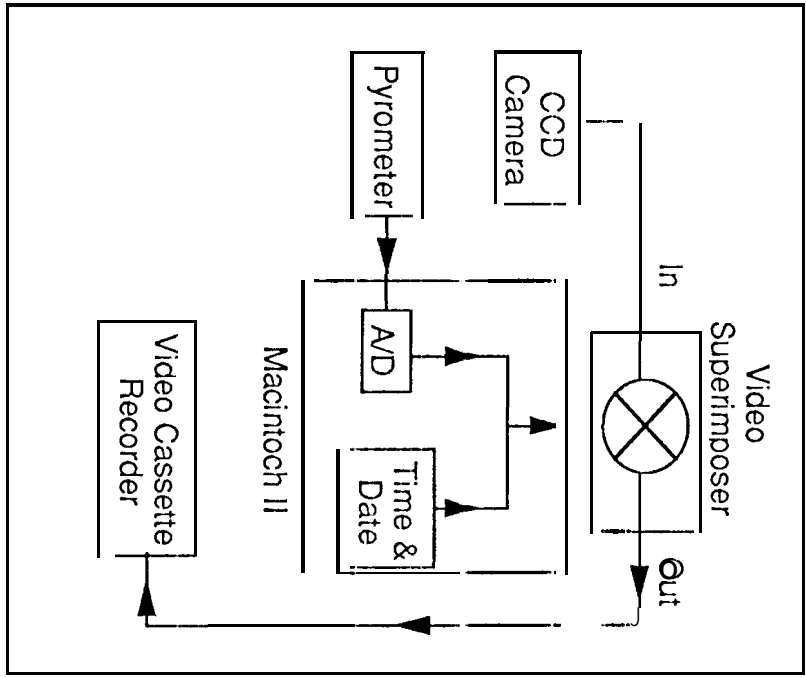 Video
Superimposer
In
Out
CCD
Camera
Pyrometer
A/D
Time &
Date
Macintoch II
Video Cassette
Recorder